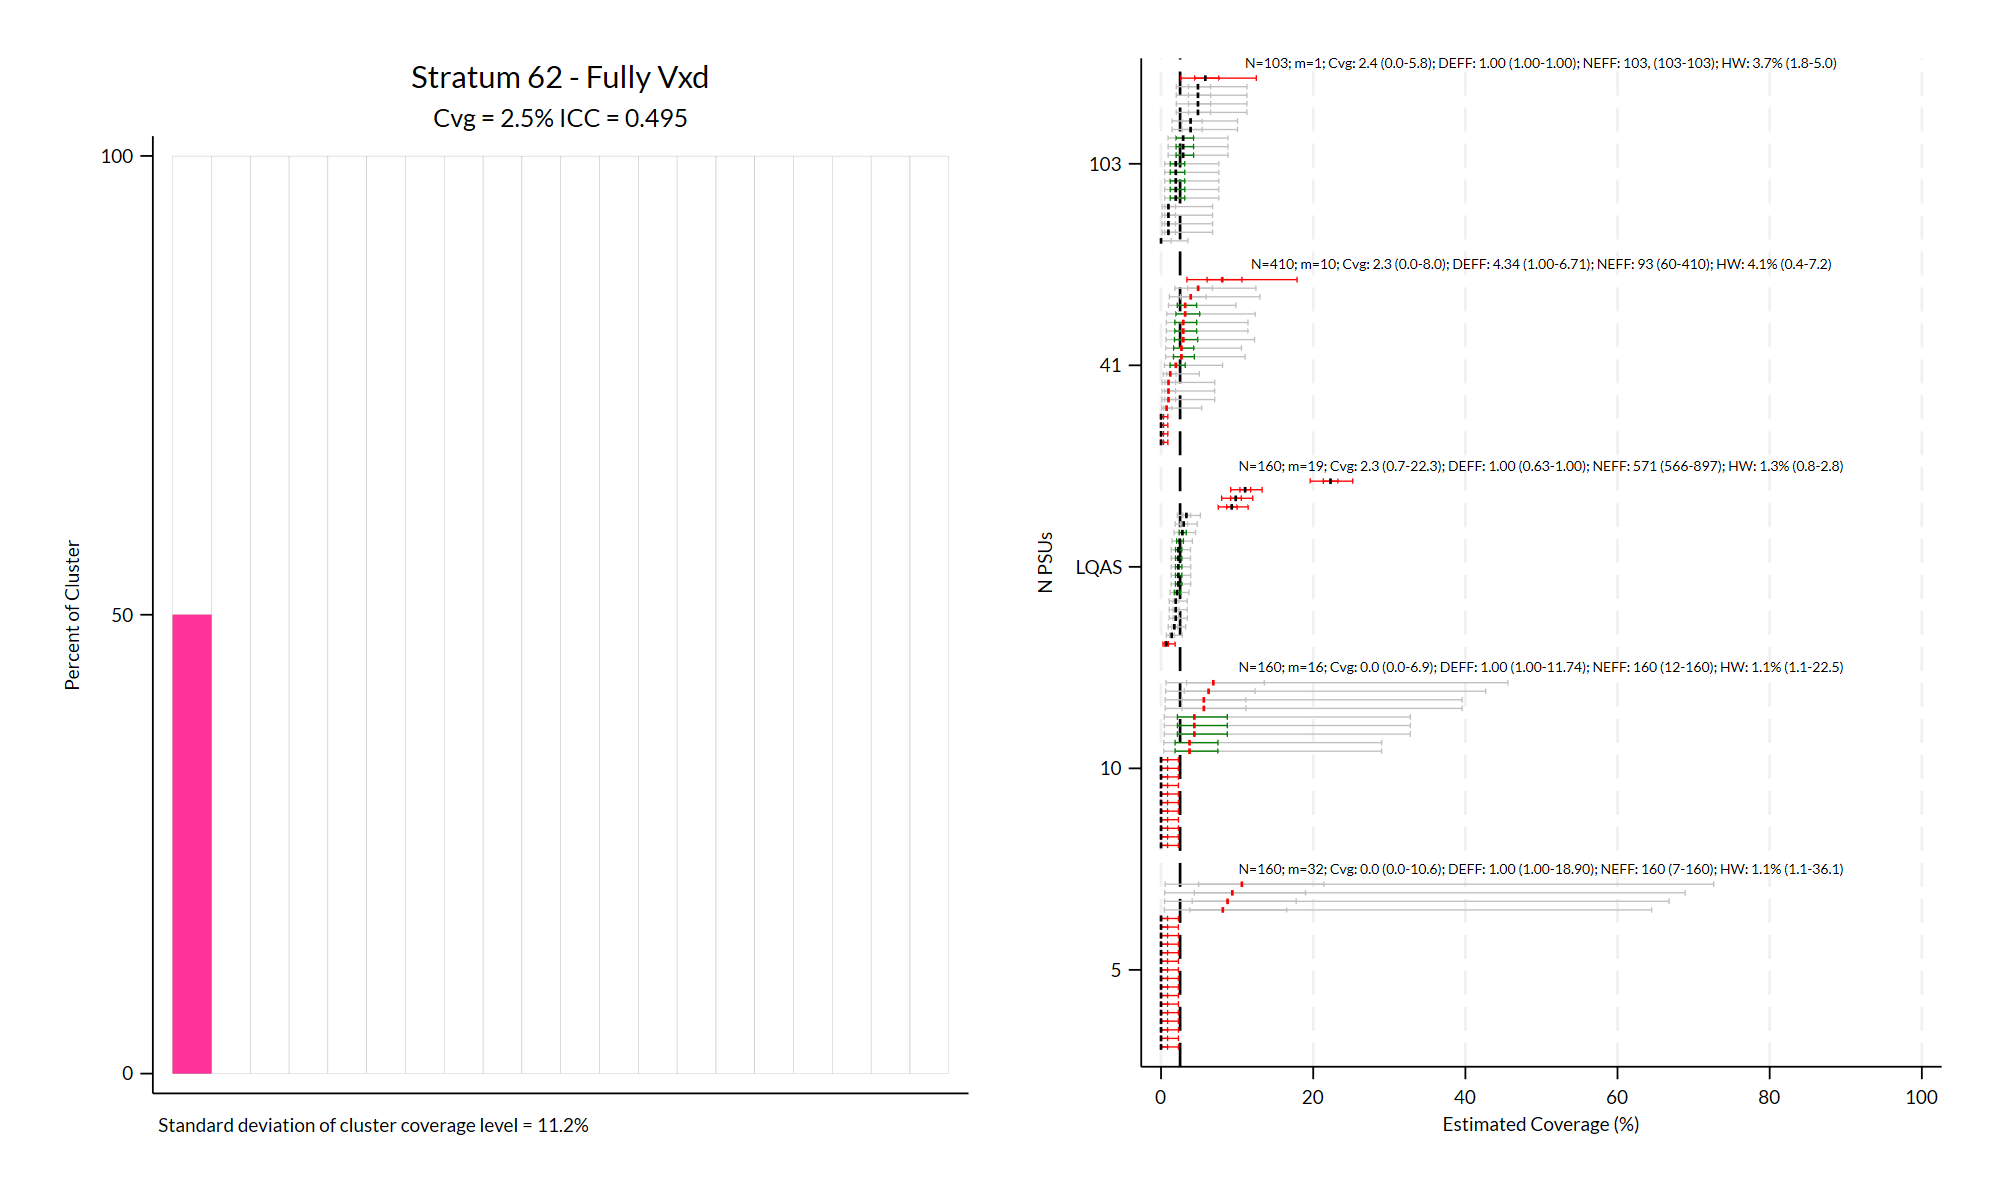 Stratum 62 - Fully Vxd
Cvg = 2.5% ICC = 0.495
100
50
0
Percent of Cluster
Standard deviation of cluster coverage level = 11.2%
N=103; m=1; Cvg: 2.4 (0.0-5.8); DEFF: 1.00 (1.00-1.00); NEFF: 103, (103-103); HW: 3.7% (1.8-5.0)
103
N=410; m=10; Cvg: 2.3 (0.0-8.0); DEFF: 4.34 (1.00-6.71); NEFF: 93 (60-410); HW: 4.1% (0.4-7.2)
41
N=160; m=19; Cvg: 2.3 (0.7-22.3); DEFF: 1.00 (0.63-1.00); NEFF: 571 (566-897); HW: 1.3% (0.8-2.8)
N PSUs
LQAS
N=160; m=16; Cvg: 0.0 (0.0-6.9); DEFF: 1.00 (1.00-11.74); NEFF: 160 (12-160); HW: 1.1% (1.1-22.5)
10
N=160; m=32; Cvg: 0.0 (0.0-10.6); DEFF: 1.00 (1.00-18.90); NEFF: 160 (7-160); HW: 1.1% (1.1-36.1)
5
0 20 40 60 80 100
Estimated Coverage (%)